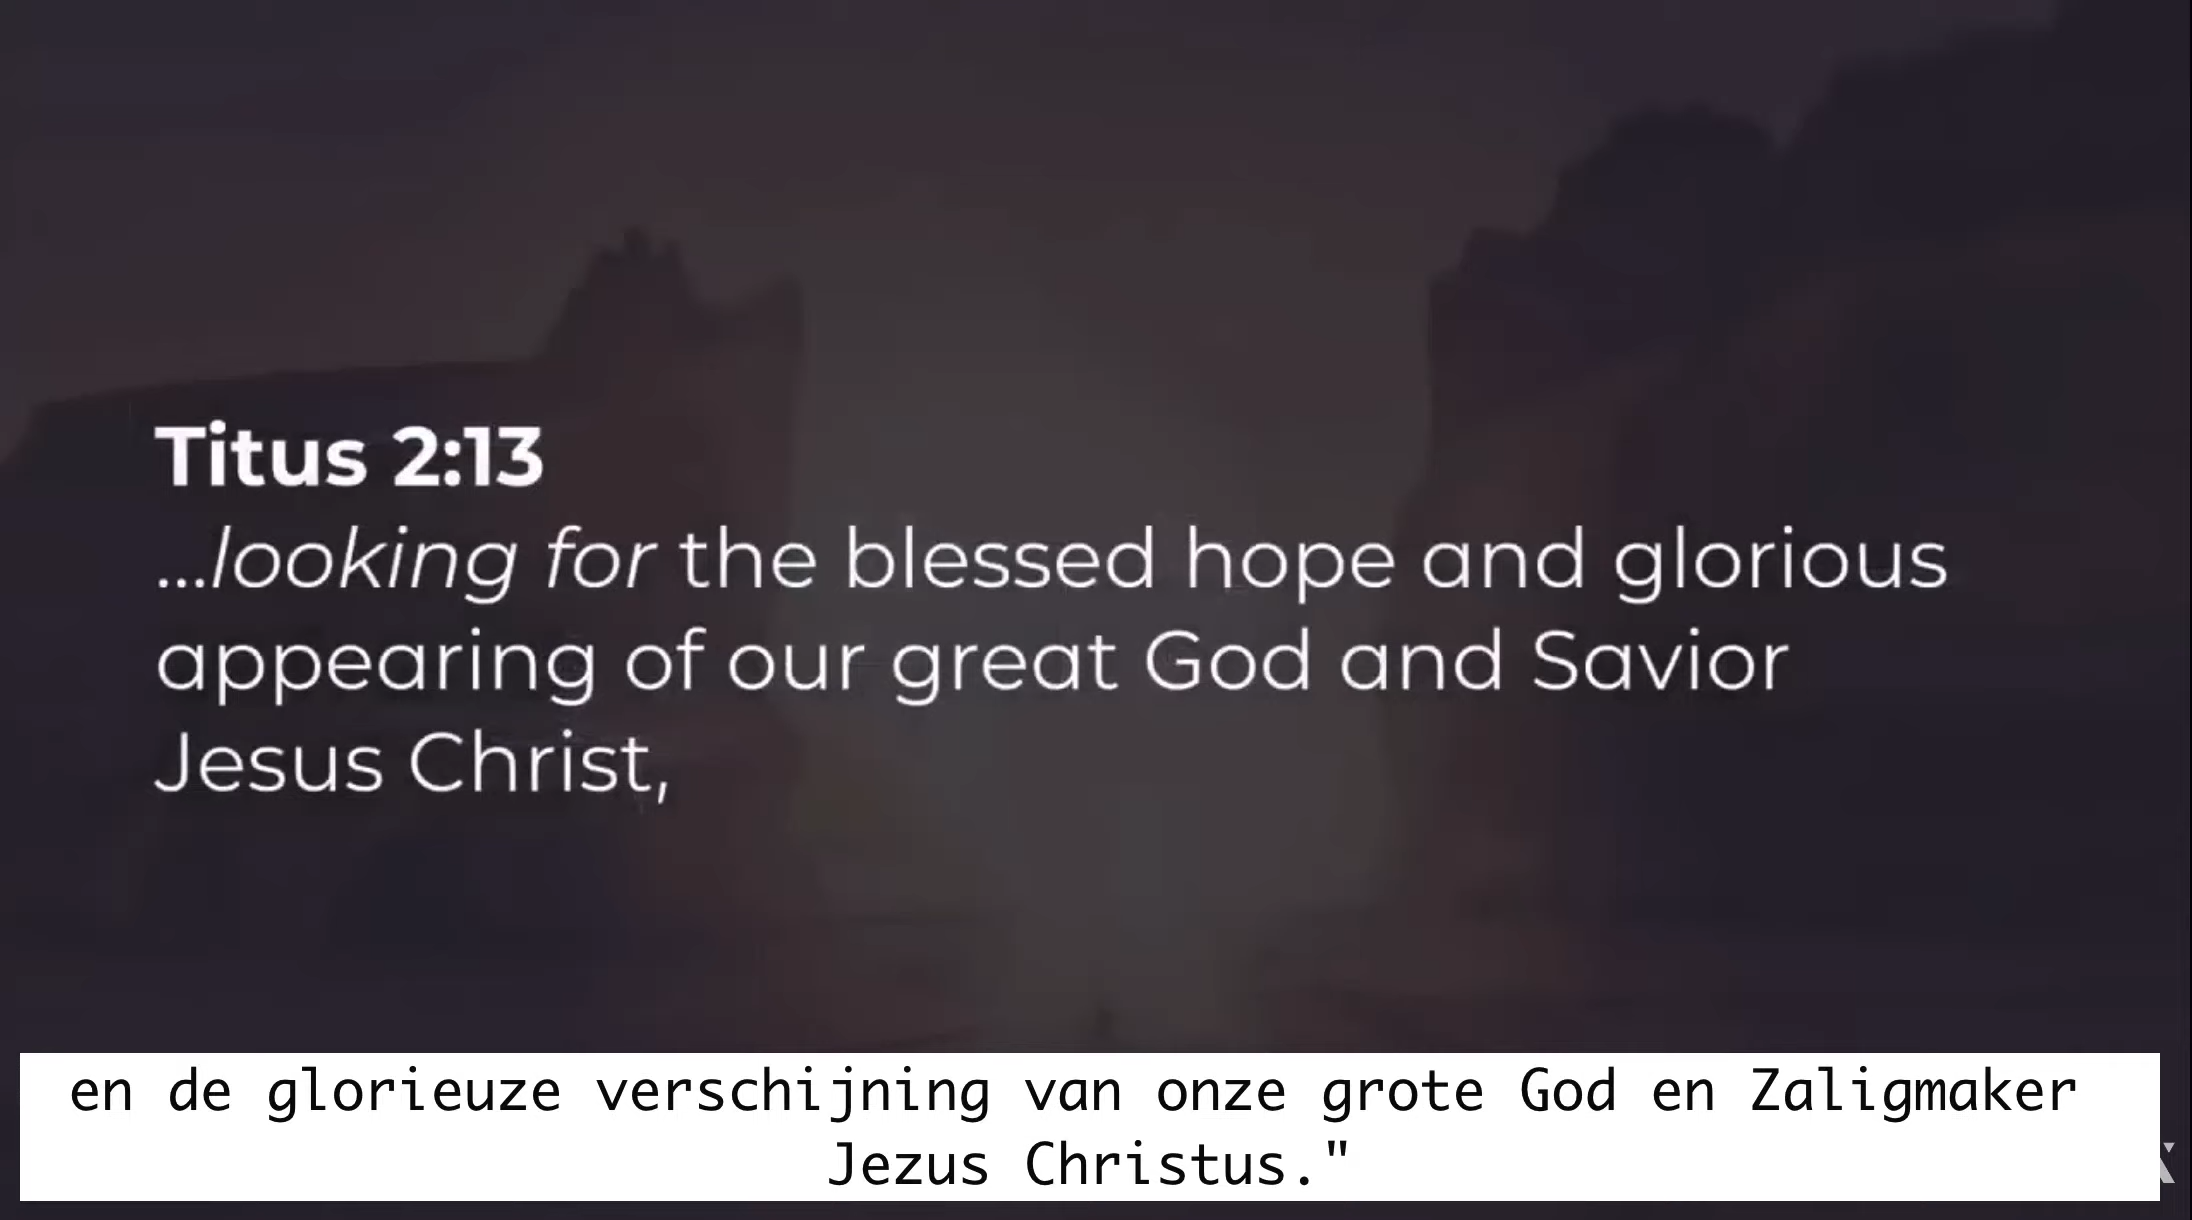 Titus 2:13
...looking for the blessed hope and glorious
appearing of our great God and Savior
Jesus Christ,
en de glorieuze verschijning van onze grote God en Zaligmaker
Jezus Christus."